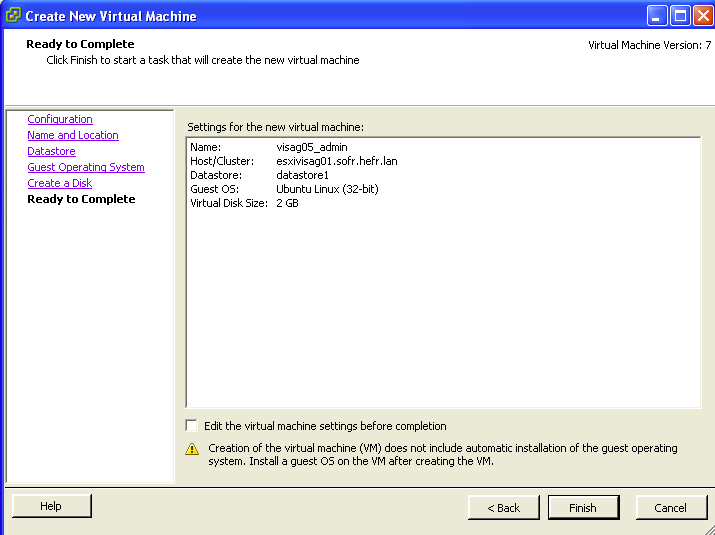 Create New Virtual Machine
Ready to Complete
Click Finish to start a task that will create the new virtual machine
Virtual Machine Version: 7
Configuration
Name and Location
Datastore
Guest Operating System
Create a Disk
Ready to Complete
Settings for the new virtual machine:
Name: visag05_admin
Host/Cluster: esxivisag01.sofr.hefr.lan
Datastore: datastore1
Guest OS: Ubuntu Linux (32-bit)
Virtual Disk Size: 2 GB
Edit the virtual machine settings before completion
Creation of the virtual machine (VM) does not include automatic installation of the guest operating
system. Install a guest OS on the VM after creating the VM.
Help
< Back
Finish
Cancel